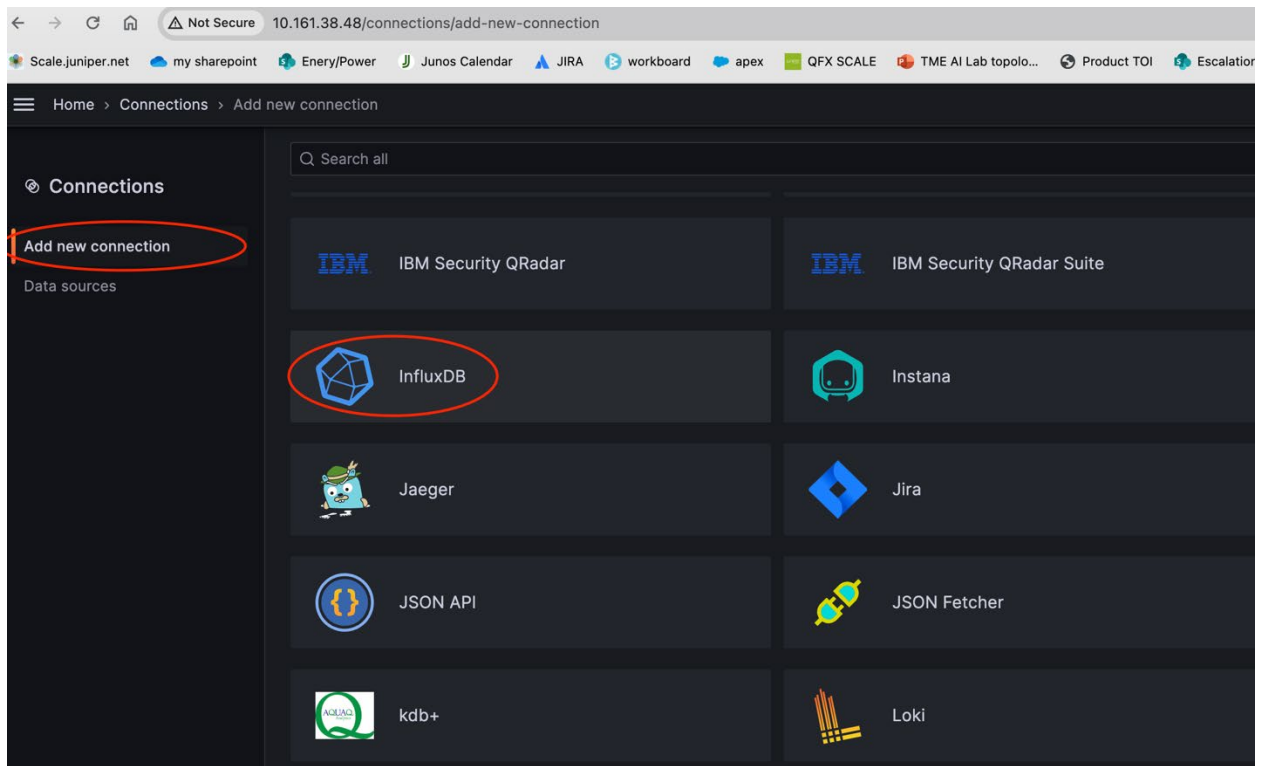 Not Secure 10.161.38.48/connections/add-new-connection
Scale.juniper.net my sharepoint Enery/Power Junos Calendar JIRA workboard apex QFX SCALE TME AI Lab topolo... Product TOI Escalation
Home > Connections > Add new connection
Search all
Connections
Add new connection
Data sources
IBM IBM Security QRadar
IBM IBM Security QRadar Suite
InfluxDB
Instana
Jaeger
Jira
JSON API
JSON Fetcher
AQUAQ
kdb+
Loki